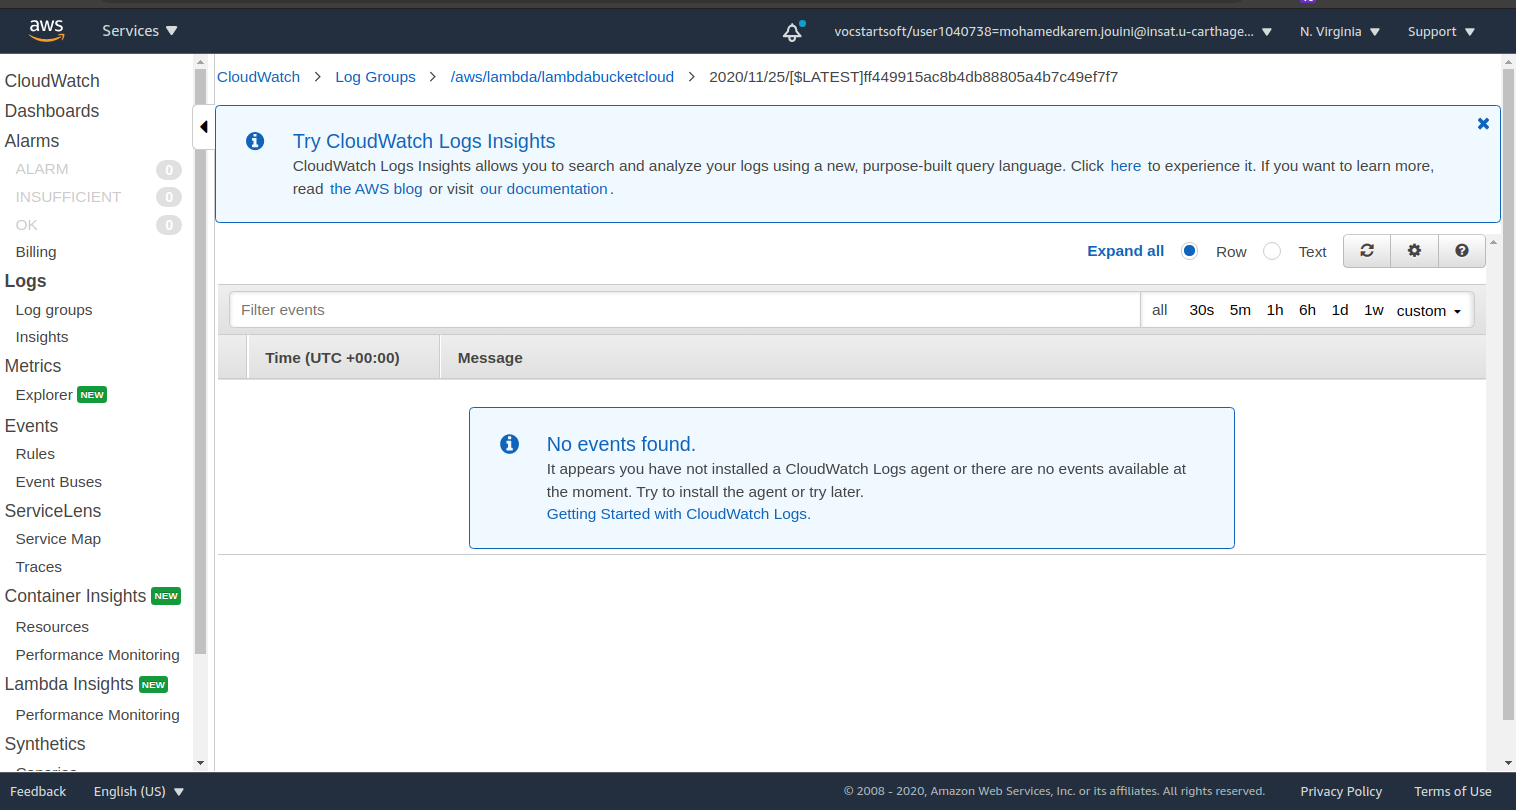 aws
Services
vocstartsoft/user1040738=mohamedkarem.jouini@insat.u-carthage...
N. Virginia
Support
CloudWatch
Dashboards
Alarms
ALARM 0
INSUFFICIENT 0
OK 0
Billing
Logs
Log groups
Insights
Metrics
Explorer NEW
Events
Rules
Event Buses
ServiceLens
Service Map
Traces
Container Insights NEW
Resources
Performance Monitoring
Lambda Insights NEW
Performance Monitoring
Synthetics
CloudWatch > Log Groups > /aws/lambda/lambdabucketcloud > 2020/11/25/[$LATEST]ff449915ac8b4db88805a4b7c49ef7f7
Try CloudWatch Logs Insights
CloudWatch Logs Insights allows you to search and analyze your logs using a new, purpose-built query language. Click here to experience it. If you want to learn more,
read the AWS blog or visit our documentation.
Expand all Row Text
Filter events
all 30s 5m 1h 6h 1d 1w custom
Time (UTC +00:00) Message
No events found.
It appears you have not installed a CloudWatch Logs agent or there are no events available at
the moment. Try to install the agent or try later.
Getting Started with CloudWatch Logs.
Feedback English (US) © 2008 - 2020, Amazon Web Services, Inc. or its affiliates. All rights reserved. Privacy Policy Terms of Use